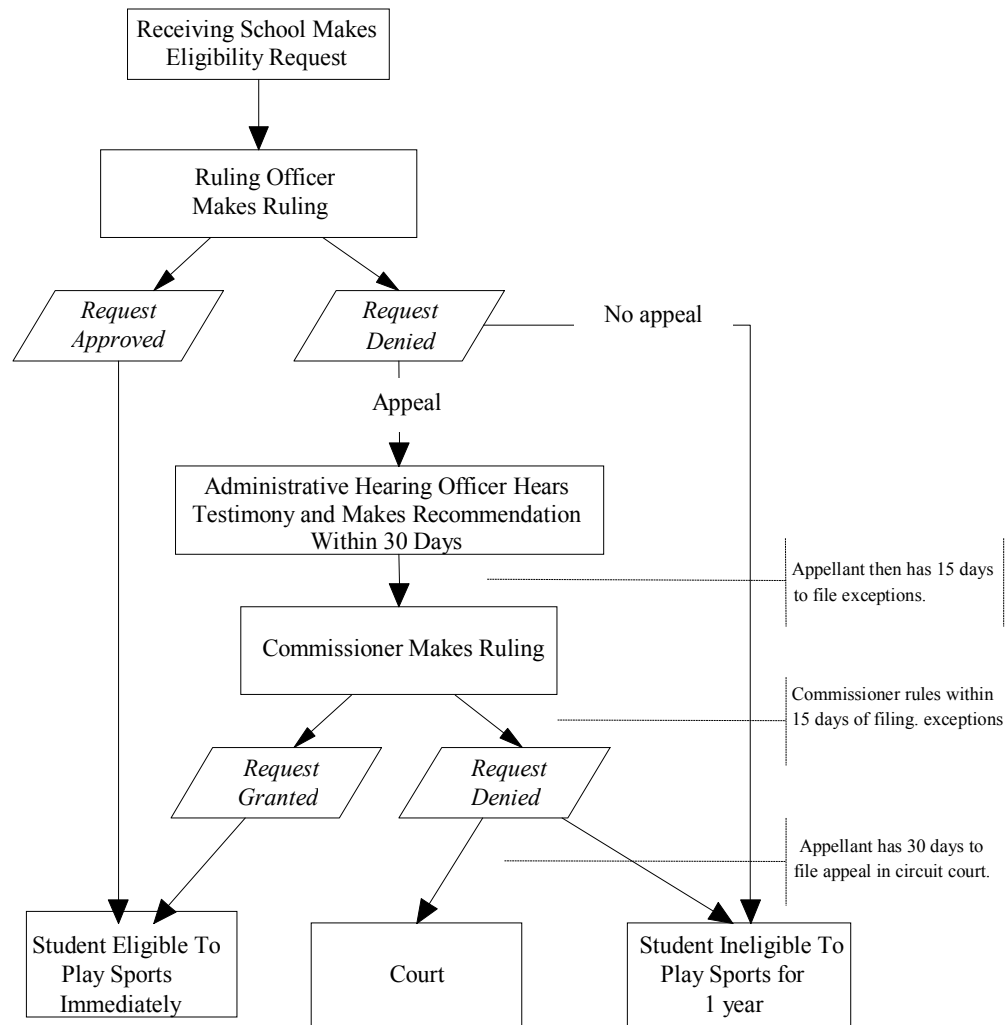 Receiving School Makes
Eligibility Request
Ruling Officer
Makes Ruling
Request
Approved
Request
Denied
No appeal
Appeal
Administrative Hearing Officer Hears
Testimony and Makes Recommendation
Within 30 Days
Appellant then has 15 days
to file exceptions.
Commissioner Makes Ruling
Commissioner rules within
15 days of filing. exceptions
Request
Granted
Request
Denied
Appellant has 30 days to
file appeal in circuit court.
Student Eligible To
Play Sports
Immediately
Court
Student Ineligible To
Play Sports for
1 year